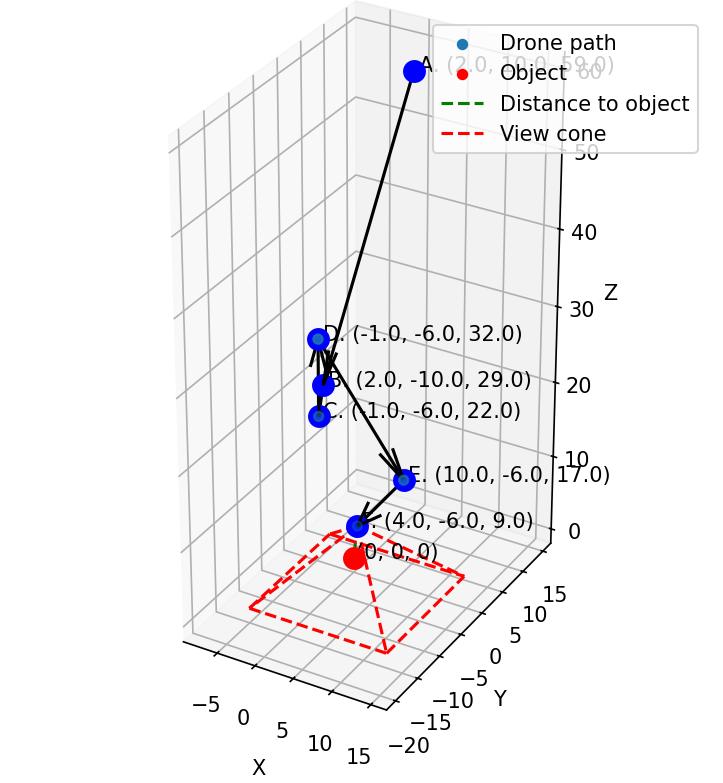 Drone path
Object
Distance to object
View cone
A. (2.0, 10.0, 59.0)
60
50
40
Z
30
D. (-1.0, -6.0, 32.0)
B. (2.0, -10.0, 29.0)
20
C. (-1.0, -6.0, 22.0)
10
E. (10.0, -6.0, 17.0)
(4.0, -6.0, 9.0)
0
(0, 0, 0)
15
10
5
0
−5
−10
−15
−20
Y
−5
0
5
10
15
X